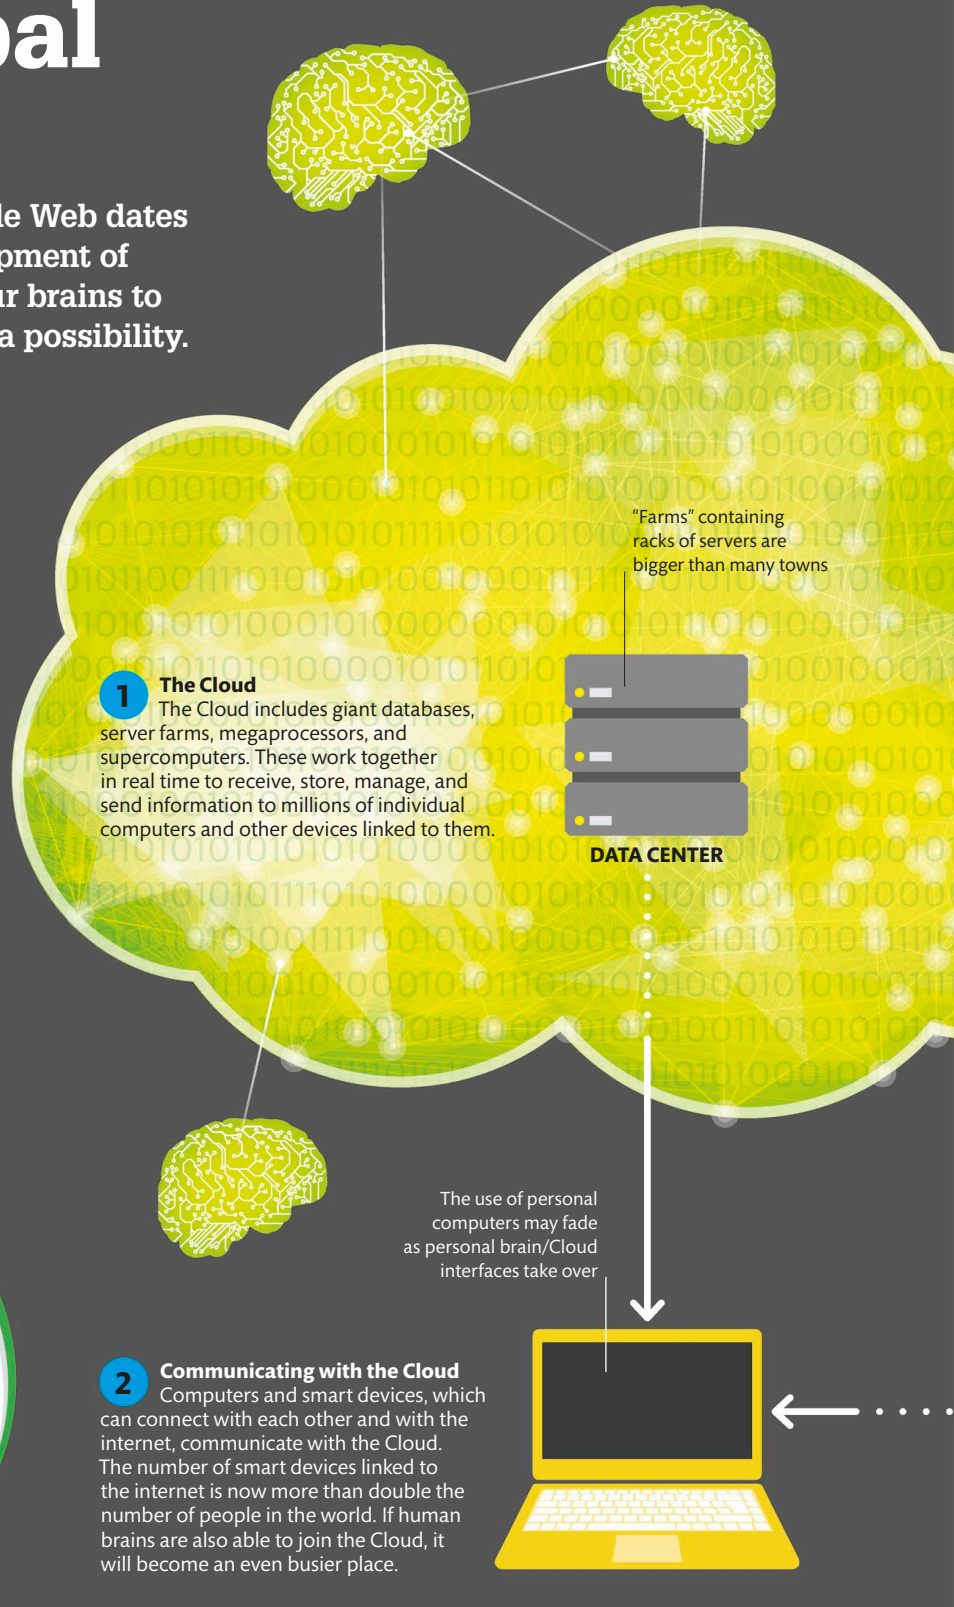 Web dates
of
brains to
a possibility.
"Farms" containing
racks of servers are
bigger than many towns
1
The Cloud
The Cloud includes giant databases,
server farms, megaprocessors, and
supercomputers. These work together
in real time to receive, store, manage, and
send information to millions of individual
computers and other devices linked to them.
DATA CENTER
The use of personal
computers may fade
as personal brain/Cloud
interfaces take over
2
Communicating with the Cloud
Computers and smart devices, which
can connect with each other and with the
internet, communicate with the Cloud.
The number of smart devices linked to
the internet is now more than double the
number of people in the world. If human
brains are also able to join the Cloud, it
will become an even busier place.